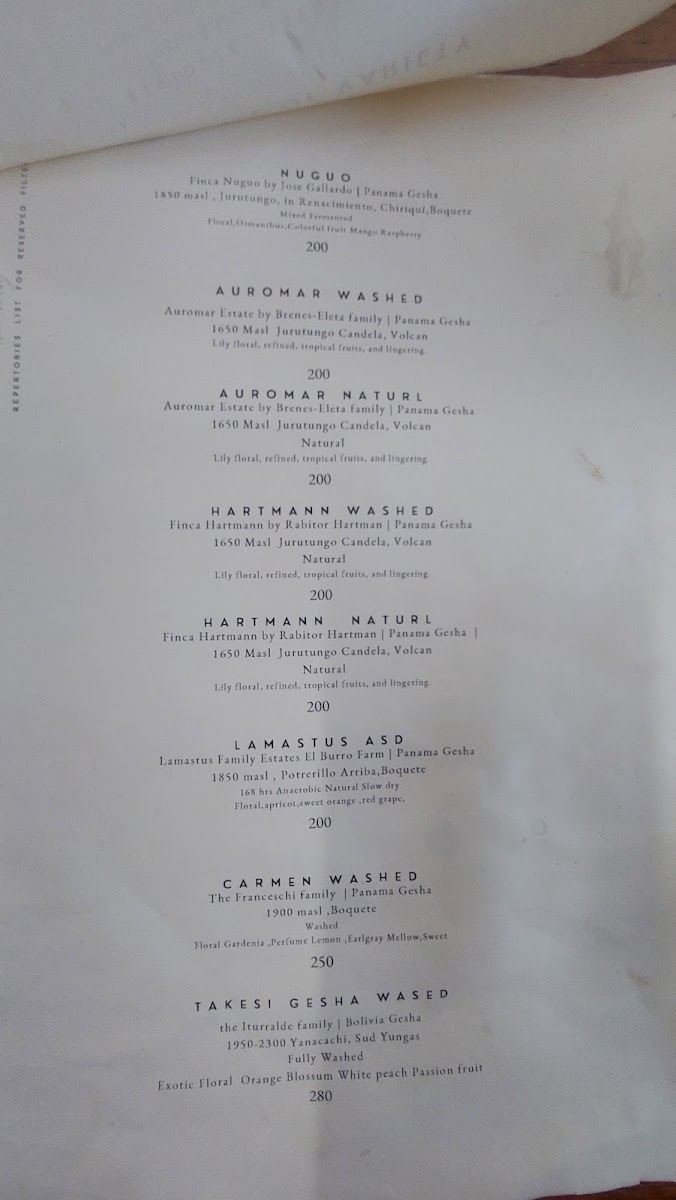 NUGUO
Finca Nuguo by Jose Gallardo | Panama Gesha
1850 masl , Jurutungo, in Renacimiento, Chiriqui,Boquete
Mixed Fermented
Floral,Osmanthus,Colorful fruit Mango Raspberry
200
AUROMAR WASHED
Auromar Estate by Brenes-Eleta family | Panama Gesha
1650 Masl Jurutungo Candela, Volcan
Lily floral, refined, tropical fruits, and lingering.
200
AUROMAR NATURL
Auromar Estate by Brenes-Eleta family | Panama Gesha
1650 Masl Jurutungo Candela, Volcan
Natural
Lily floral, refined, tropical fruits, and lingering.
200
HARTMANN WASHED
Finca Hartmann by Rabitor Hartman | Panama Gesha
1650 Masl Jurutungo Candela, Volcan
Natural
Lily floral, refined, tropical fruits, and lingering.
200
HARTMANN NATURL
Finca Hartmann by Rabitor Hartman | Panama Gesha |
1650 Masl Jurutungo Candela, Volcan
Natural
Lily floral, refined, tropical fruits, and lingering.
200
LAMASTUS ASD
Lamastus Family Estates El Burro Farm | Panama Gesha
1850 masl , Potrerillo Arriba,Boquete
168 hrs Anaerobic Natural Slow dry
Floral,apricot,sweet orange ,red grape,
200
CARMEN WASHED
The Franceschi family | Panama Gesha
1900 masl ,Boquete
Washed
Floral Gardenia ,Perfume Lemon ,Earlgray Mellow,Sweet
250
TAKESI GESHA WASED
the Iturralde family | Bolivia Gesha
1950-2300 Yanacachi, Sud Yungas
Fully Washed
Exotic Floral Orange Blossum White peach Passion fruit
280
REPERTORIES LIST FOR RESERVED FILTE